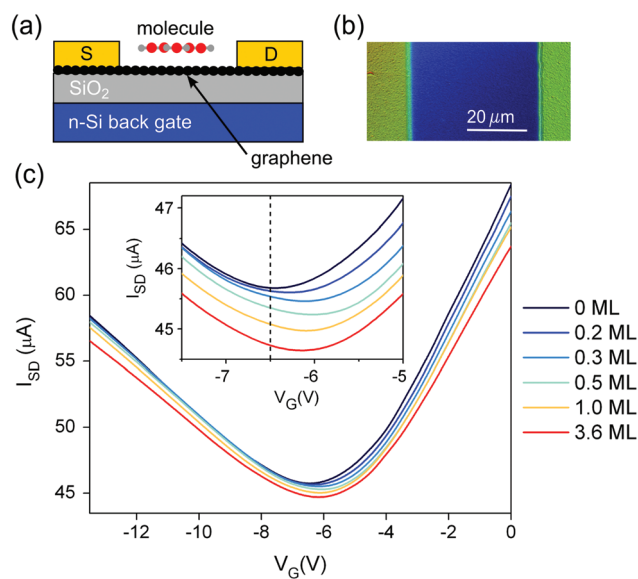 (a)
molecule
S
D
SiO₂
n-Si back gate
graphene
(b)
20 μm
(c)
65
60
55
50
45
I_SD (μA)
-12
-10
-8
-6
-4
-2
0
V_G(V)
47
46
45
I_SD (μA)
-7
-6
-5
V_G(V)
0 ML
0.2 ML
0.3 ML
0.5 ML
1.0 ML
3.6 ML